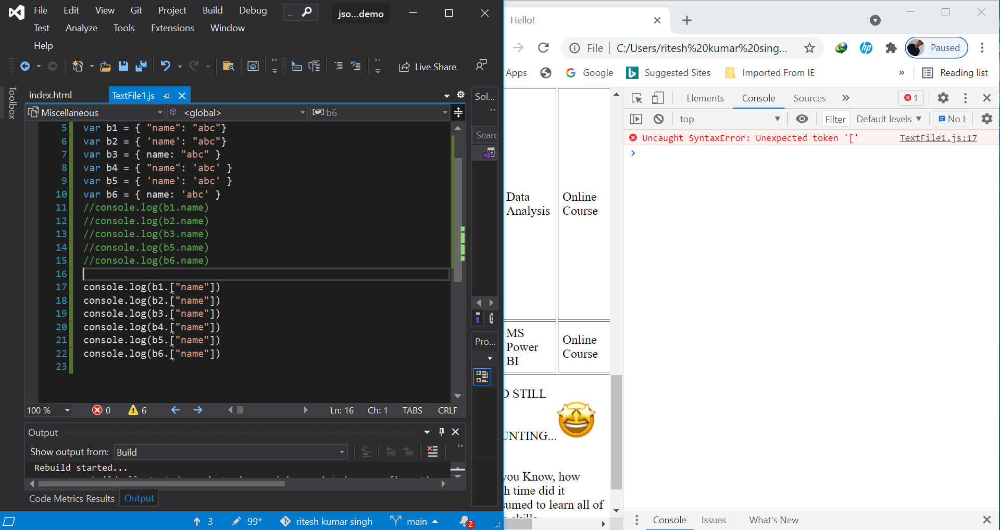 File Edit View Git Project Build Debug ... jso...demo
Test Analyze Tools Extensions Window
Help
Live Share
Toolbox
index.html TextFile1.js Sol...
Miscellaneous <global> b6
Searc
5 var b1 = { "name": "abc"}
6 var b2 = { 'name': "abc"}
7 var b3 = { name: "abc" }
8 var b4 = { "name": 'abc' }
9 var b5 = { 'name': 'abc' }
10 var b6 = { name: 'abc' }
11 //console.log(b1.name)
12 //console.log(b2.name)
13 //console.log(b3.name)
14 //console.log(b5.name)
15 //console.log(b6.name)
16
17 console.log(b1.["name"])
18 console.log(b2.["name"])
19 console.log(b3.["name"])
20 console.log(b4.["name"])
21 console.log(b5.["name"])
22 console.log(b6.["name"])
23
Pro...
100 % 0 6 Ln: 16 Ch: 1 TABS CRLF
Output
Show output from: Build
Rebuild started...
Code Metrics Results Output
3 99* ritesh kumar singh main 2
Hello!
File C:/Users/ritesh%20kumar%20sing... hp Paused
Apps Google Suggested Sites Imported From IE » Reading list
Data
Analysis
Online
Course
MS
Power
BI
Online
Course
D STILL
UNTING...
you Know, how
h time did it
sumed to learn all of
Elements Console Sources 1
top Filter Default levels No I
Uncaught SyntaxError: Unexpected token '[' TextFile1.js:17
Console Issues What's New